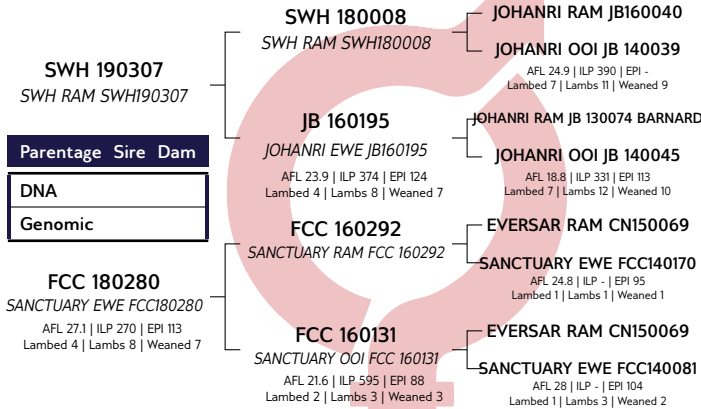 SWH 190307
SWH RAM SWH190307
Parentage Sire Dam
DNA
Genomic
FCC 180280
SANCTUARY EWE FCC180280
AFL 27.1 | ILP 270 | EPI 113
Lambed 4 | Lambs 8 | Weaned 7
SWH 180008
SWH RAM SWH180008
JB 160195
JOHANRI EWE JB160195
AFL 23.9 | ILP 374 | EPI 124
Lambed 4 | Lambs 8 | Weaned 7
FCC 160292
SANCTUARY RAM FCC 160292
FCC 160131
SANCTUARY OOI FCC 160131
AFL 21.6 | ILP 595 | EPI 88
Lambed 2 | Lambs 3 | Weaned 3
JOHANRI RAM JB160040
JOHANRI OOI JB 140039
AFL 24.9 | ILP 390 | EPI -
Lambed 7 | Lambs 11 | Weaned 9
JOHANRI RAM JB 130074 BARNARD
JOHANRI OOI JB 140045
AFL 18.8 | ILP 331 | EPI 113
Lambed 7 | Lambs 12 | Weaned 10
EVERSAR RAM CN150069
SANCTUARY EWE FCC140170
AFL 24.8 | ILP - | EPI 95
Lambed 1 | Lambs 1 | Weaned 1
EVERSAR RAM CN150069
SANCTUARY EWE FCC140081
AFL 28 | ILP - | EPI 104
Lambed 1 | Lambs 3 | Weaned 2